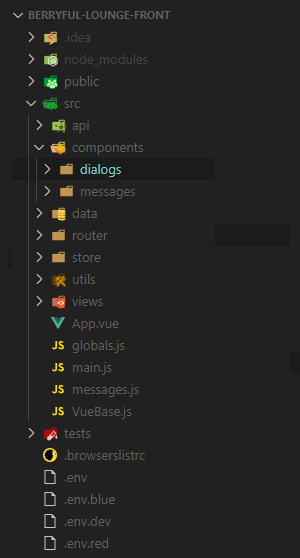 BERRYFUL-LOUNGE-FRONT
.idea
node_modules
public
src
api
components
dialogs
messages
data
router
store
utils
views
App.vue
JS globals.js
JS main.js
JS messages.js
JS VueBase.js
tests
.browserslistrc
.env
.env.blue
.env.dev
.env.red